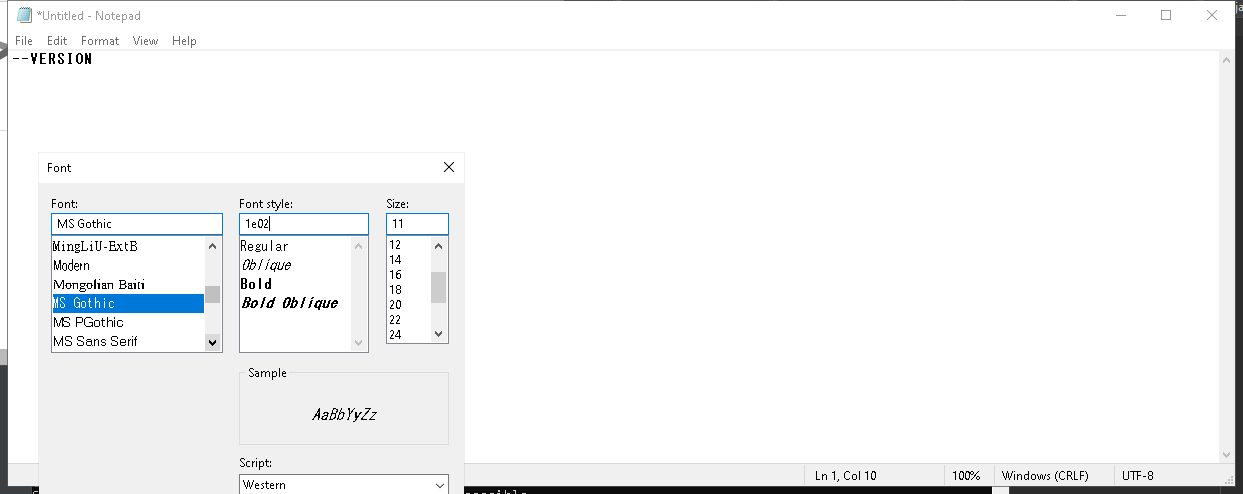 *Untitled - Notepad
File Edit Format View Help
--VERSION
Font
Font: Font style: Size:
MS Gothic 1e02 11
MingLiU-ExtB Regular 12
Modern Oblique 14
Mongolian Baiti Bold 16
MS Gothic Bold Oblique 18
MS PGothic 20
MS Sans Serif 22
24
Sample
AaBbYyZz
Script:
Western
Ln 1, Col 10 100% Windows (CRLF) UTF-8